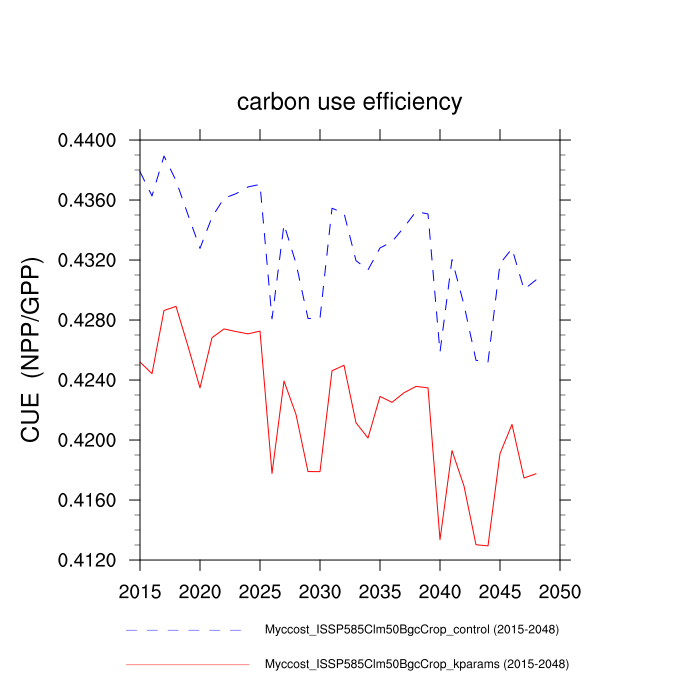 carbon use efficiency
CUE (NPP/GPP)
0.4400
0.4360
0.4320
0.4280
0.4240
0.4200
0.4160
0.4120
2015 2020 2025 2030 2035 2040 2045 2050
Myccost_ISSP585Clm50BgcCrop_control (2015-2048)
Myccost_ISSP585Clm50BgcCrop_kparams (2015-2048)